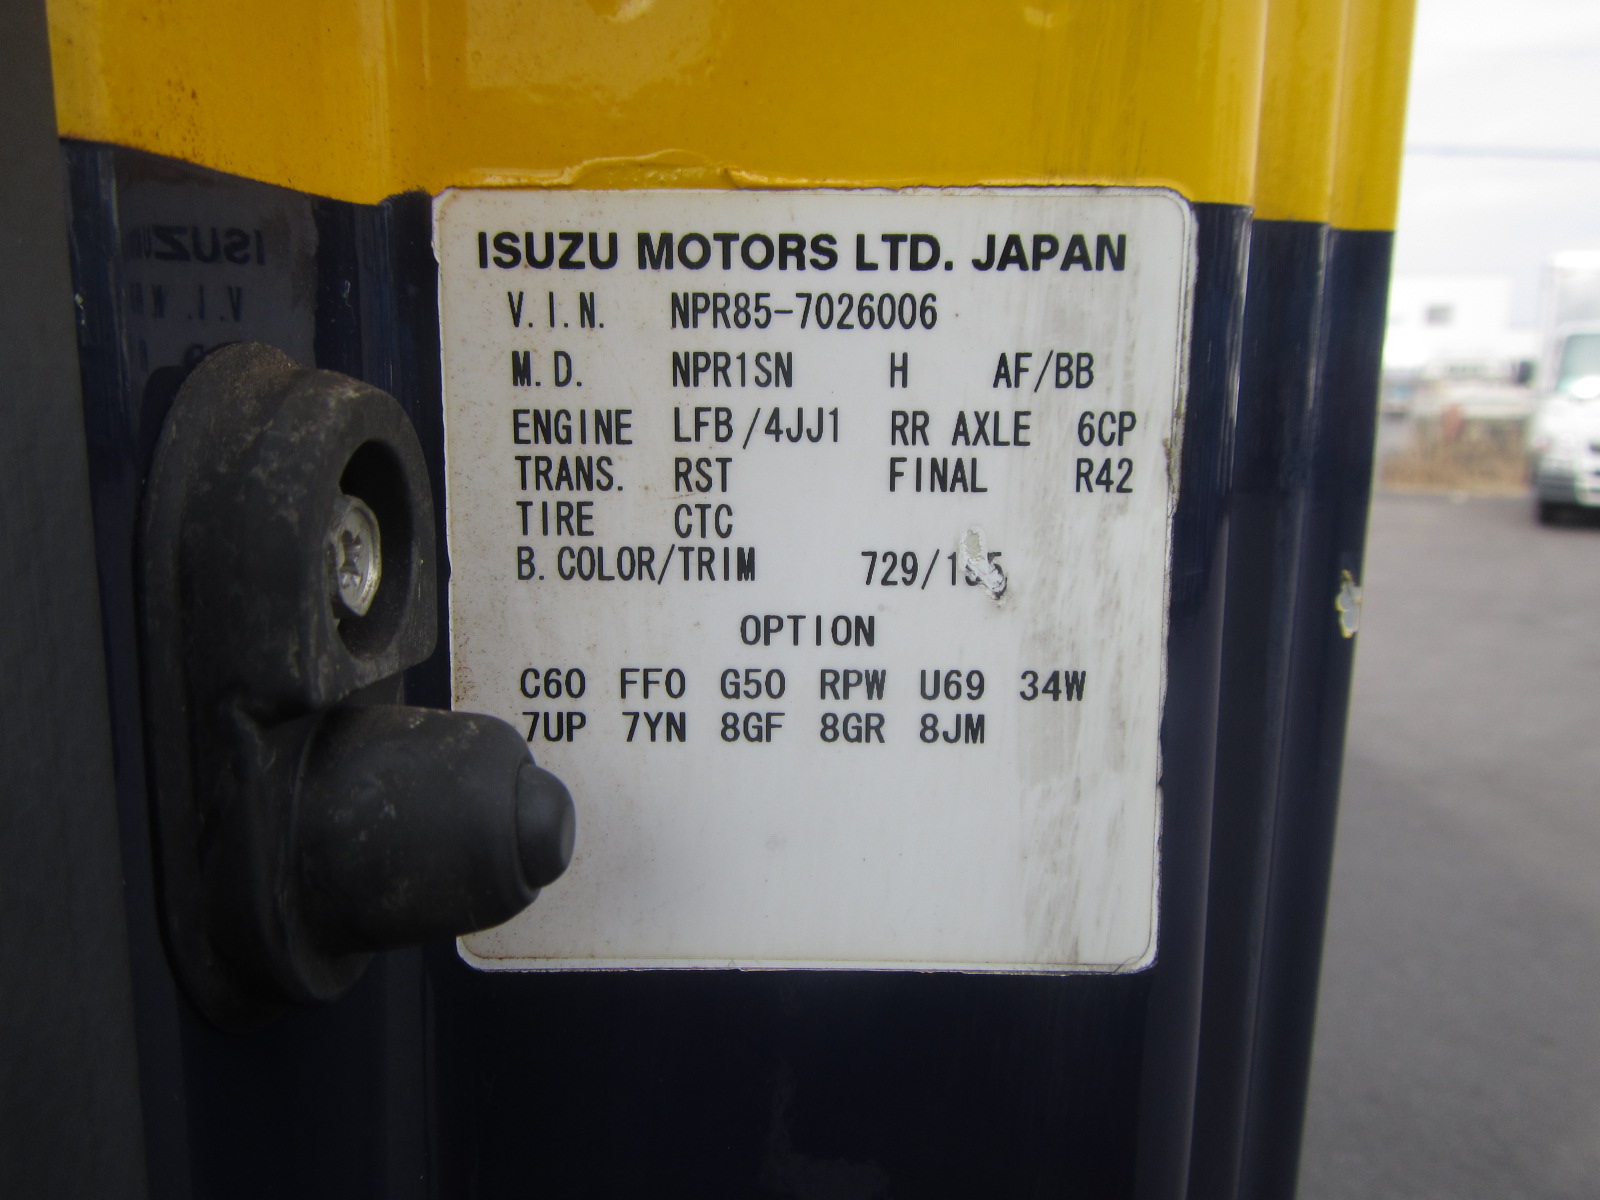 ISUZU MOTORS LTD. JAPAN
V.I.N. NPR85-7026006
M.D. NPR1SN H AF/BB
ENGINE LFB/4JJ1 RR AXLE 6CP
TRANS. RST FINAL R42
TIRE CTC
B.COLOR/TRIM 729/
OPTION
C60 FF0 G50 RPW U69 34W
7UP 7YN 8GF 8GR 8JM